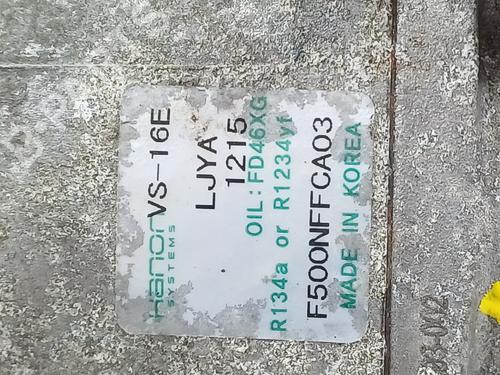 Hanon VS-16E
SYSTEMS
LJYA
1215
OIL: FD46XG
R134a or R1234yf
F500NFFCA03
MADE IN KOREA